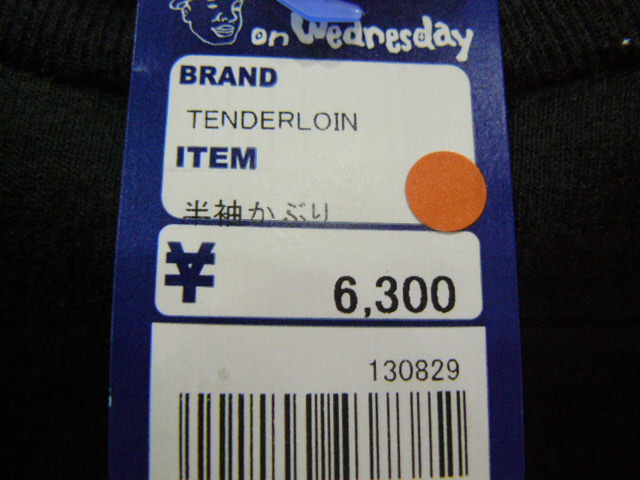 on Wednesday
BRAND
TENDERLOIN
ITEM
半袖かぶり
¥ 6,300
130829